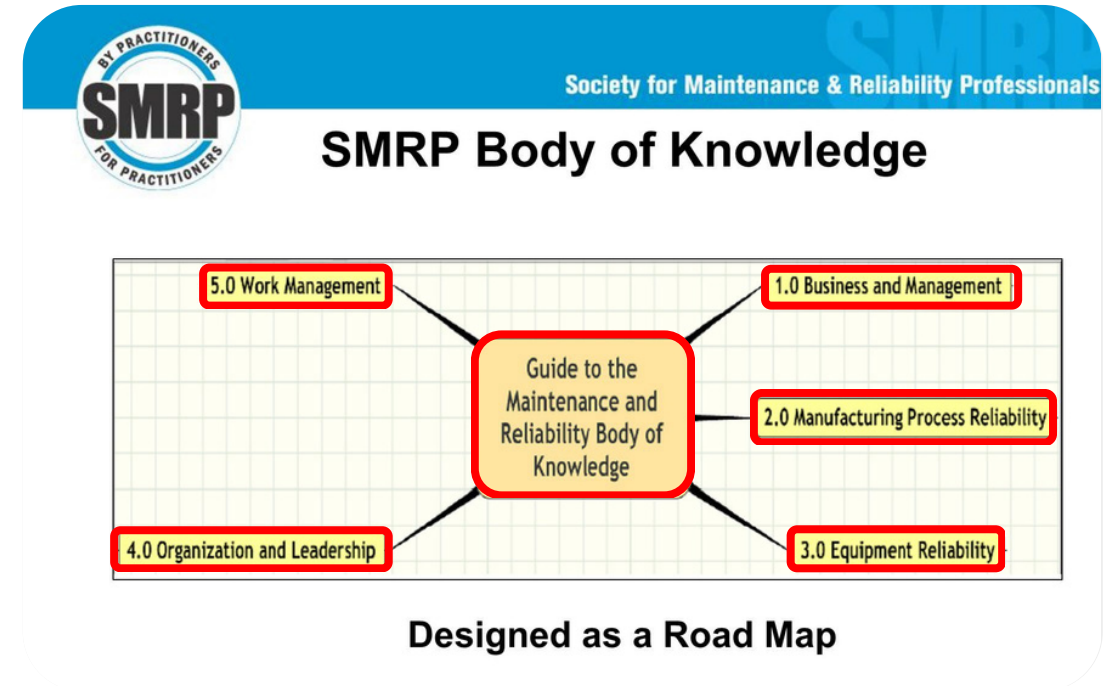 BY PRACTITIONERS
SMRP
FOR PRACTITIONERS
SMRP
Society for Maintenance & Reliability Professionals
SMRP Body of Knowledge
5.0 Work Management
1.0 Business and Management
Guide to the
Maintenance and
Reliability Body of
Knowledge
2.0 Manufacturing Process Reliability
4.0 Organization and Leadership
3.0 Equipment Reliability
Designed as a Road Map